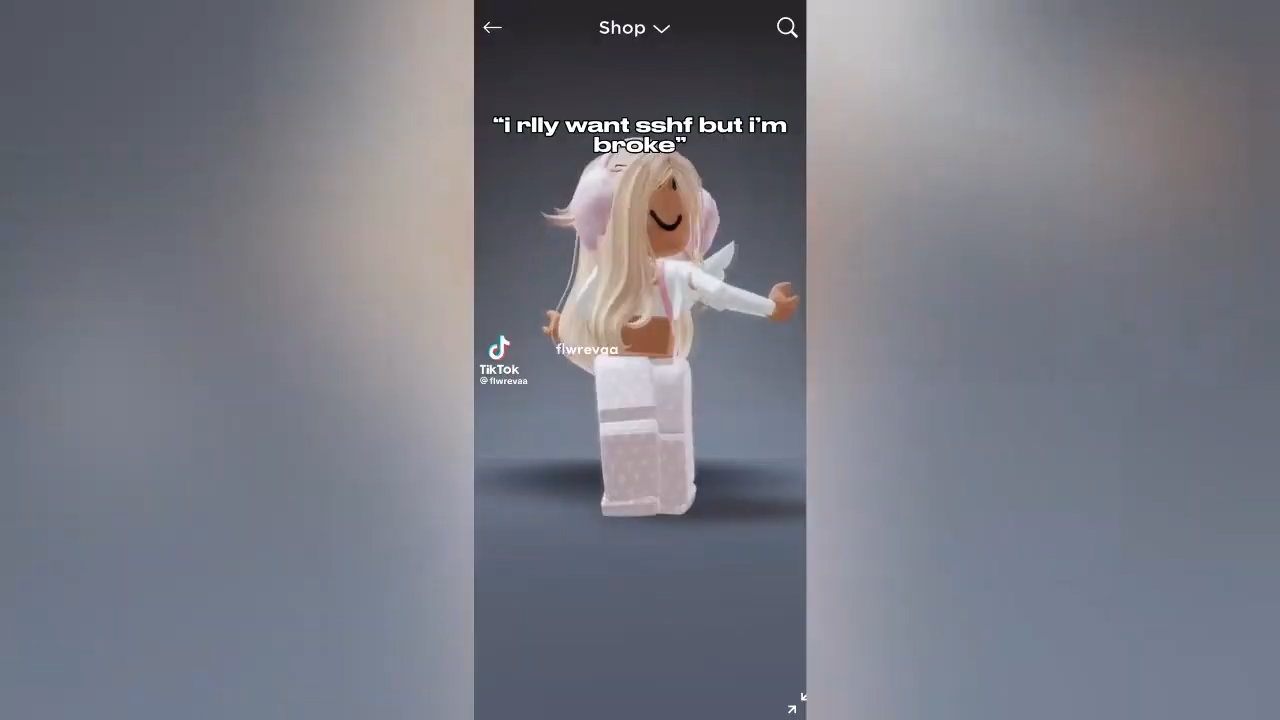 Shop
“i rlly want sshf but i’m
broke”
flwrevaa
TikTok
@flwrevaa